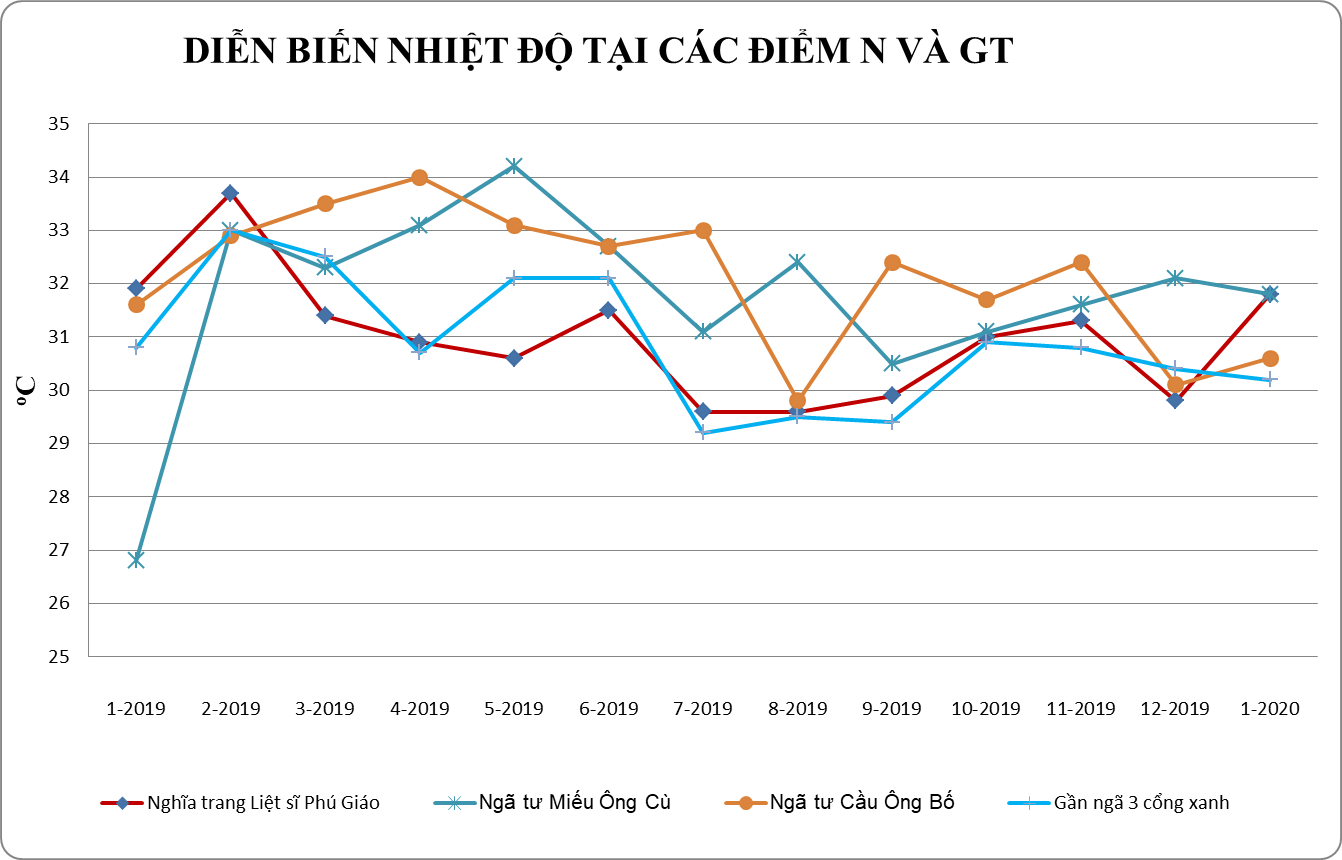 DIỄN BIẾN NHIỆT ĐỘ TẠI CÁC ĐIỂM N VÀ GT
35
34
33
32
31
30
29
28
27
26
25
ºC
1-2019 2-2019 3-2019 4-2019 5-2019 6-2019 7-2019 8-2019 9-2019 10-2019 11-2019 12-2019 1-2020
Nghĩa trang Liệt sĩ Phú Giáo Ngã tư Miếu Ông Cù Ngã tư Cầu Ông Bố Gần ngã 3 cổng xanh